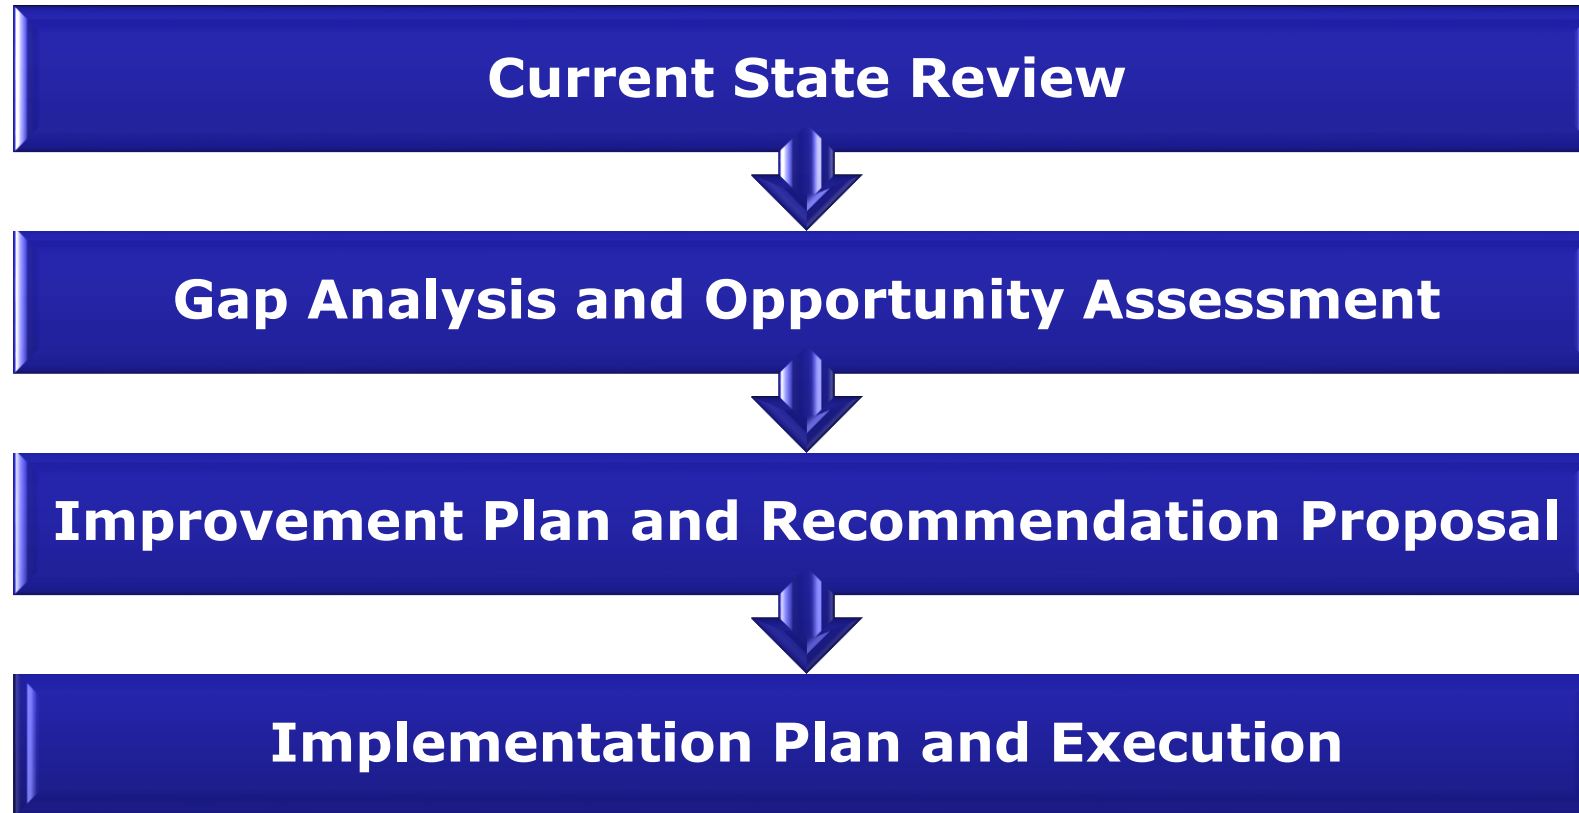 Current State Review
Gap Analysis and Opportunity Assessment
Improvement Plan and Recommendation Proposal
Implementation Plan and Execution